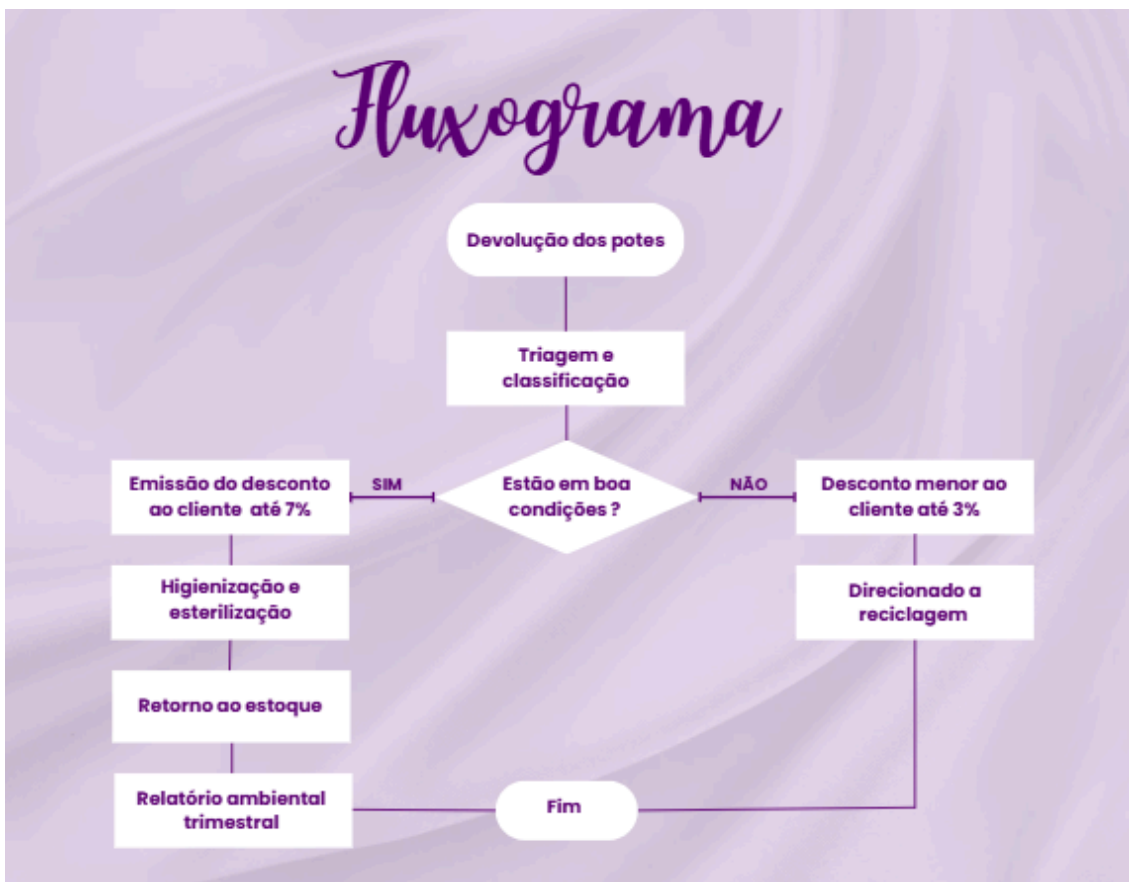 Fluxograma
Devolução dos potes
Triagem e
classificação
Estão em boa
condições ?
SIM
Emissão do desconto
ao cliente até 7%
Higienização e
esterilização
Retorno ao estoque
Relatório ambiental
trimestral
NÃO
Desconto menor ao
cliente até 3%
Direcionado a
reciclagem
Fim